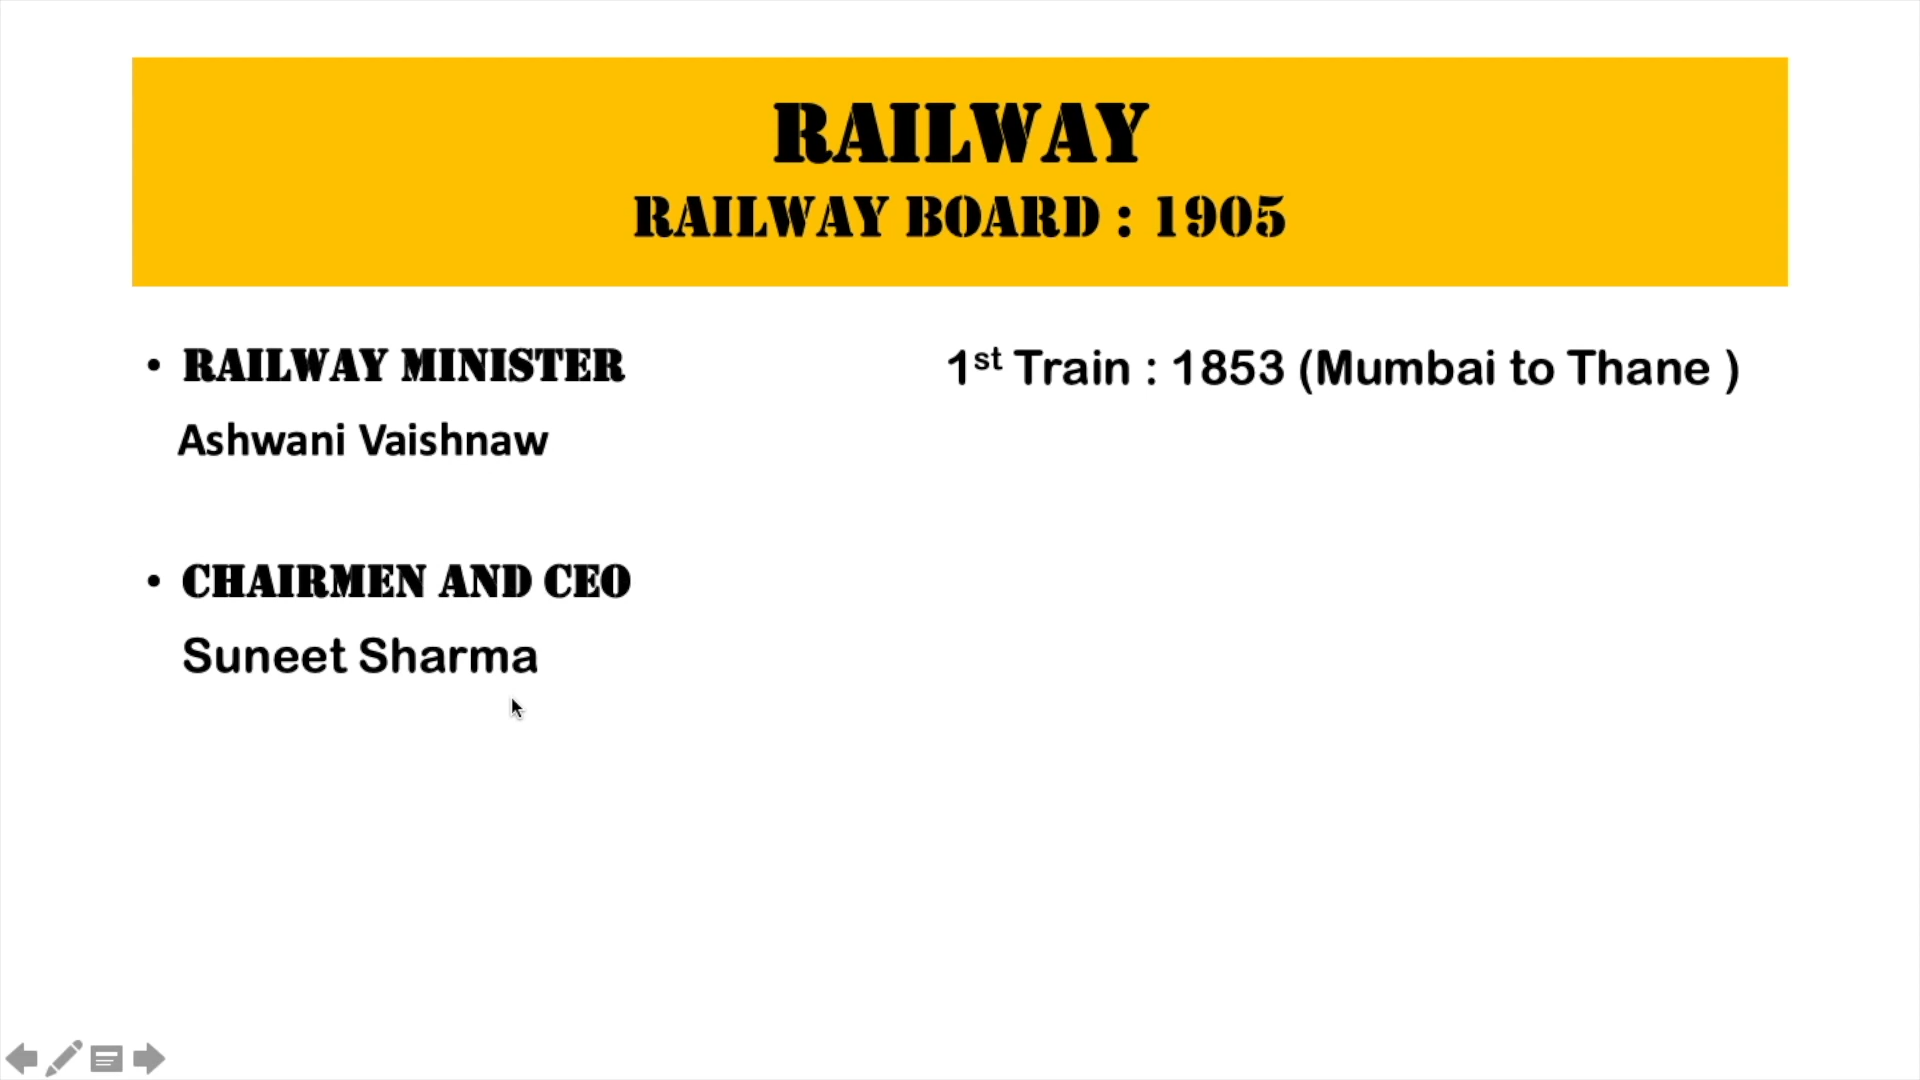 RAILWAY
RAILWAY BOARD : 1905
• RAILWAY MINISTER
Ashwani Vaishnaw
• CHAIRMEN AND CEO
Suneet Sharma
1st Train : 1853 (Mumbai to Thane )